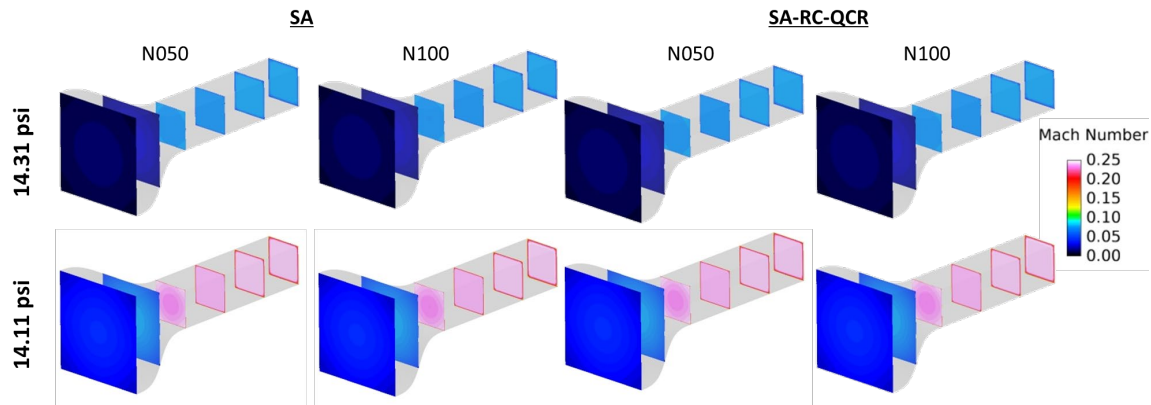 SA
SA-RC-QCR
N050
N100
N050
N100
14.31 psi
Mach Number
0.25
0.20
0.15
0.10
0.05
0.00
14.11 psi